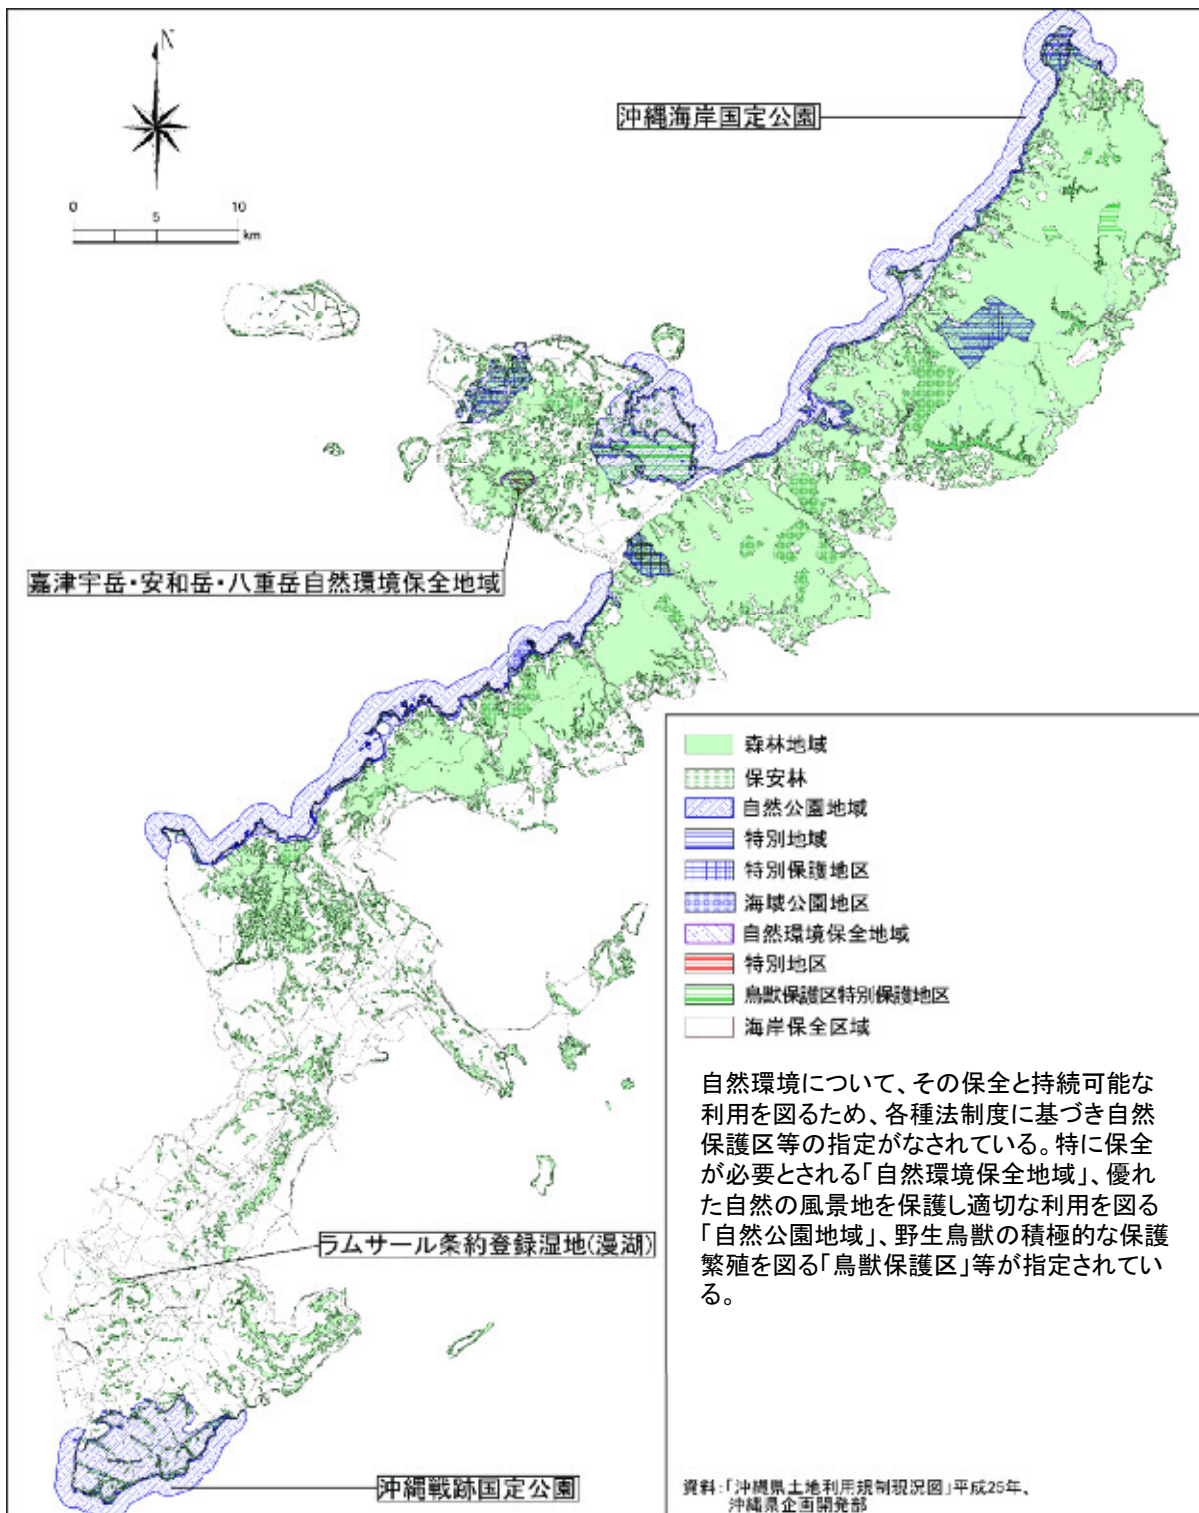 N
沖縄海岸国定公園
0 5 10
km
嘉津宇岳・安和岳・八重岳自然環境保全地域
森林地域
保安林
自然公園地域
特別地域
特別保護地区
海域公園地区
自然環境保全地域
特別地区
鳥獣保護区特別保護地区
海岸保全区域
自然環境について、その保全と持続可能な
利用を図るため、各種法制度に基づき自然
保護区等の指定がなされている。特に保全
が必要とされる「自然環境保全地域」、優れ
た自然の風景地を保護し適切な利用を図る
「自然公園地域」、野生鳥獣の積極的な保護
繁殖を図る「鳥獣保護区」等が指定されてい
る。
ラムサール条約登録湿地(漫湖)
沖縄戦跡国定公園
資料:「沖縄県土地利用規制現況図」平成25年、
沖縄県企画開発部